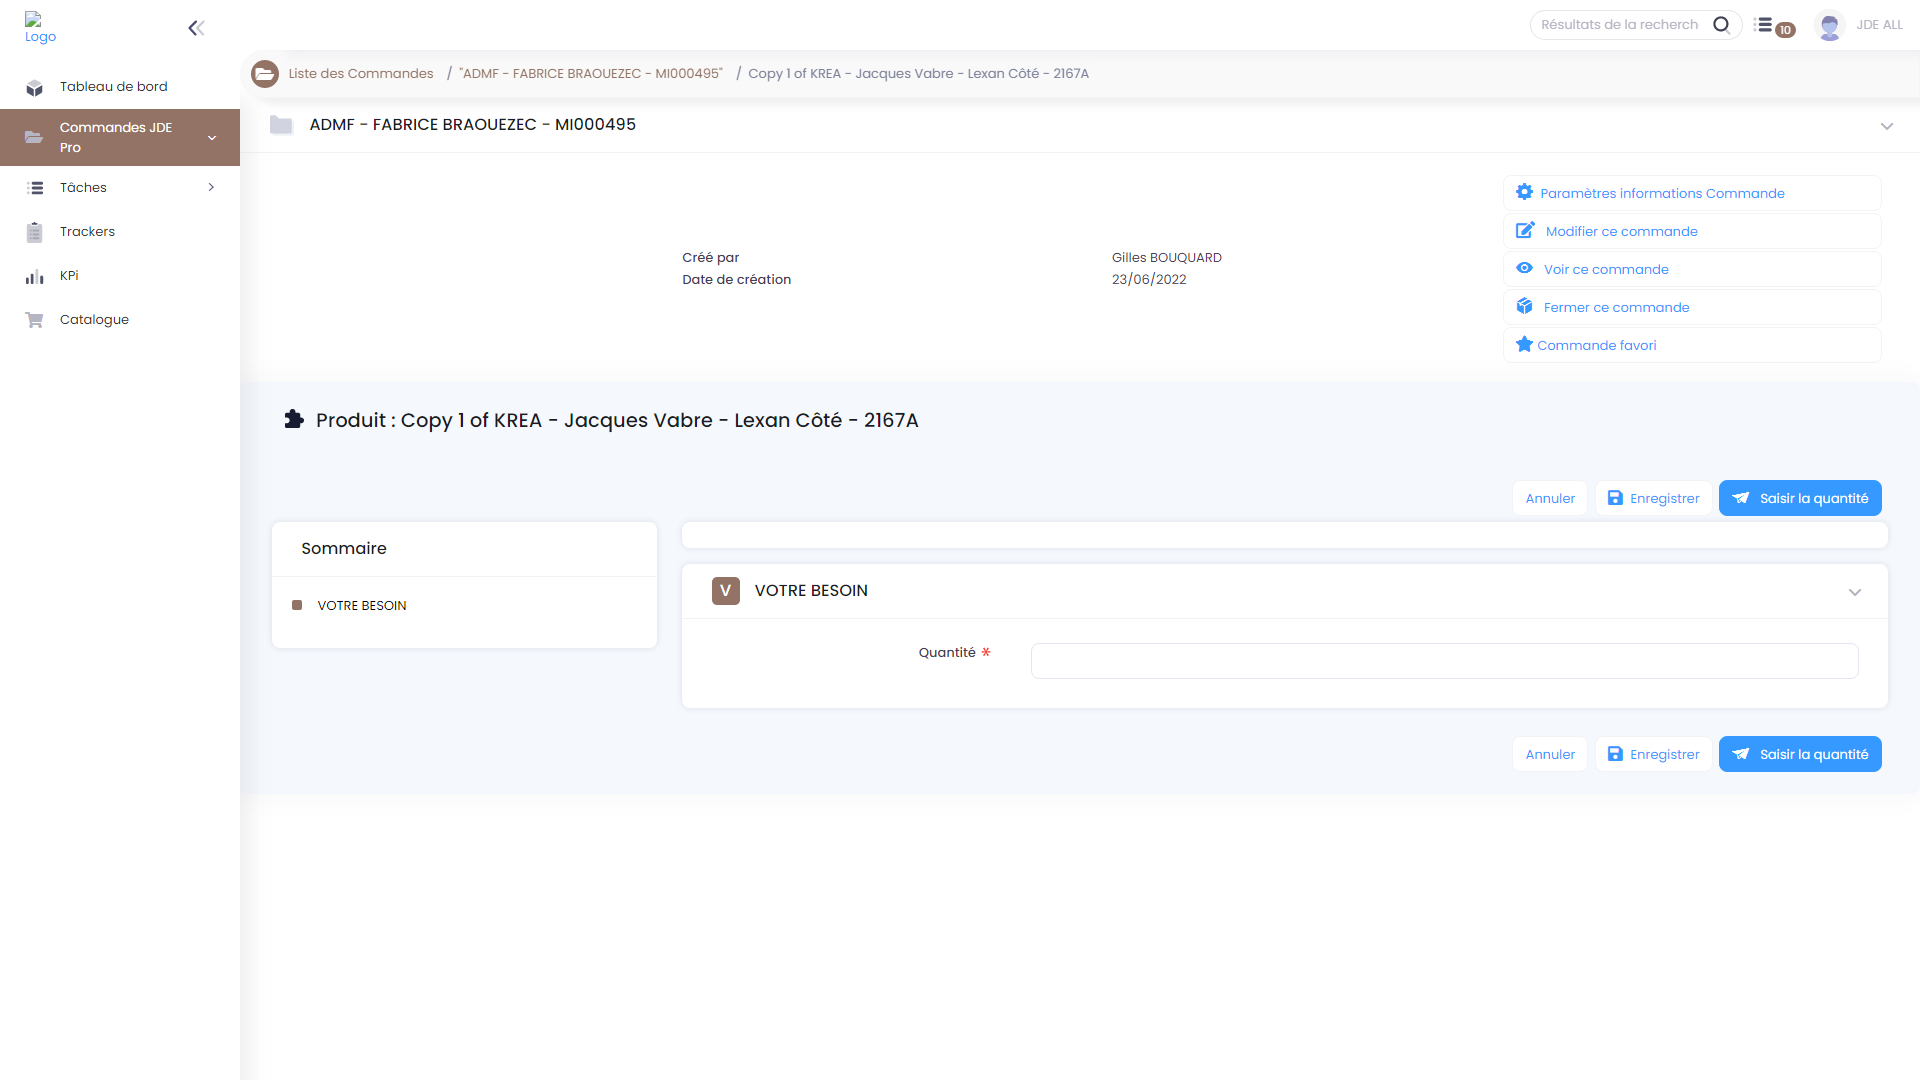 Logo
Résultats de la recherch
10
JDE ALL
Tableau de bord
Commandes JDE
Pro
Tâches
Trackers
KPi
Catalogue
Liste des Commandes / "ADMF - FABRICE BRAOUEZEC - MI000495" / Copy 1 of KREA - Jacques Vabre - Lexan Côté - 2167A
ADMF - FABRICE BRAOUEZEC - MI000495
Créé par Gilles BOUQUARD
Date de création 23/06/2022
Paramètres informations Commande
Modifier ce commande
Voir ce commande
Fermer ce commande
Commande favori
Produit : Copy 1 of KREA - Jacques Vabre - Lexan Côté - 2167A
Annuler Enregistrer Saisir la quantité
Sommaire
VOTRE BESOIN
V VOTRE BESOIN
Quantité *
Annuler Enregistrer Saisir la quantité